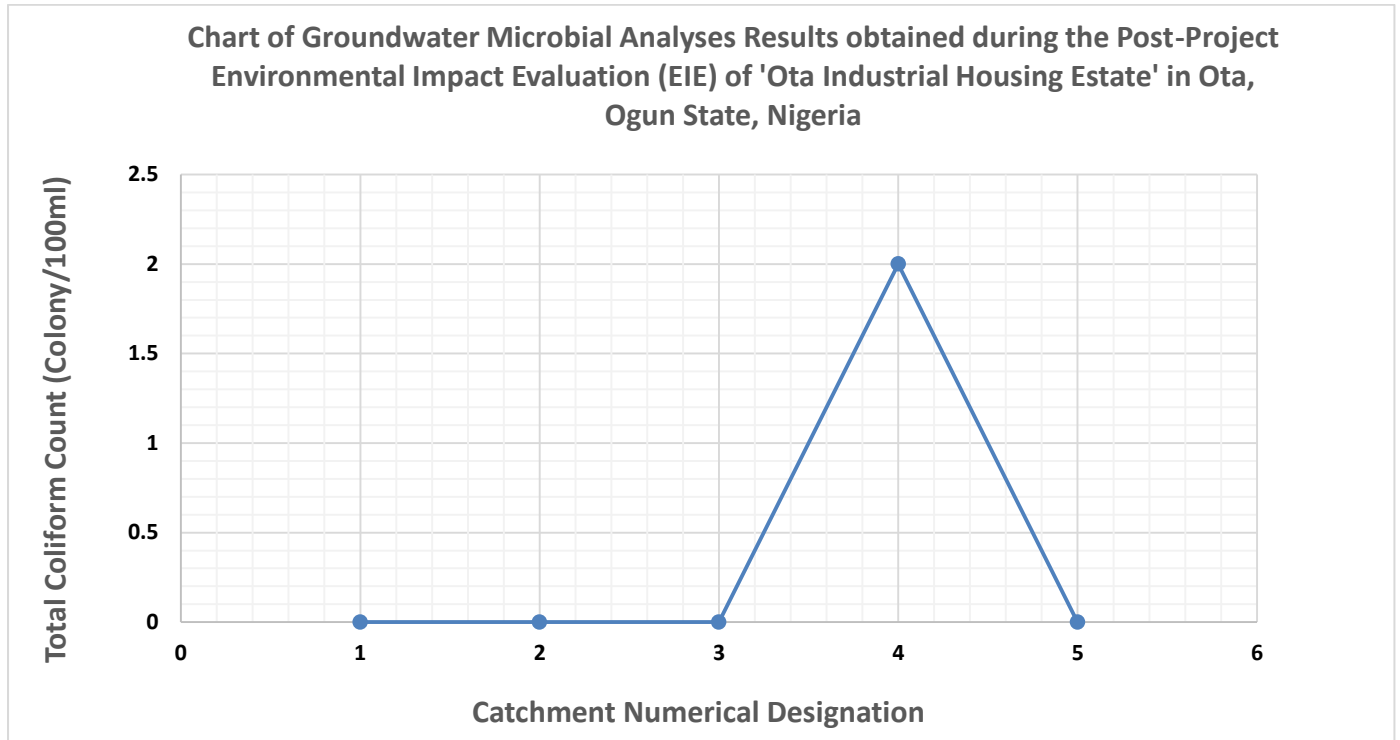 Chart of Groundwater Microbial Analyses Results obtained during the Post-Project
Environmental Impact Evaluation (EIE) of 'Ota Industrial Housing Estate' in Ota,
Ogun State, Nigeria
Total Coliform Count (Colony/100ml)
2.5
2
1.5
1
0.5
0
0 1 2 3 4 5 6
Catchment Numerical Designation